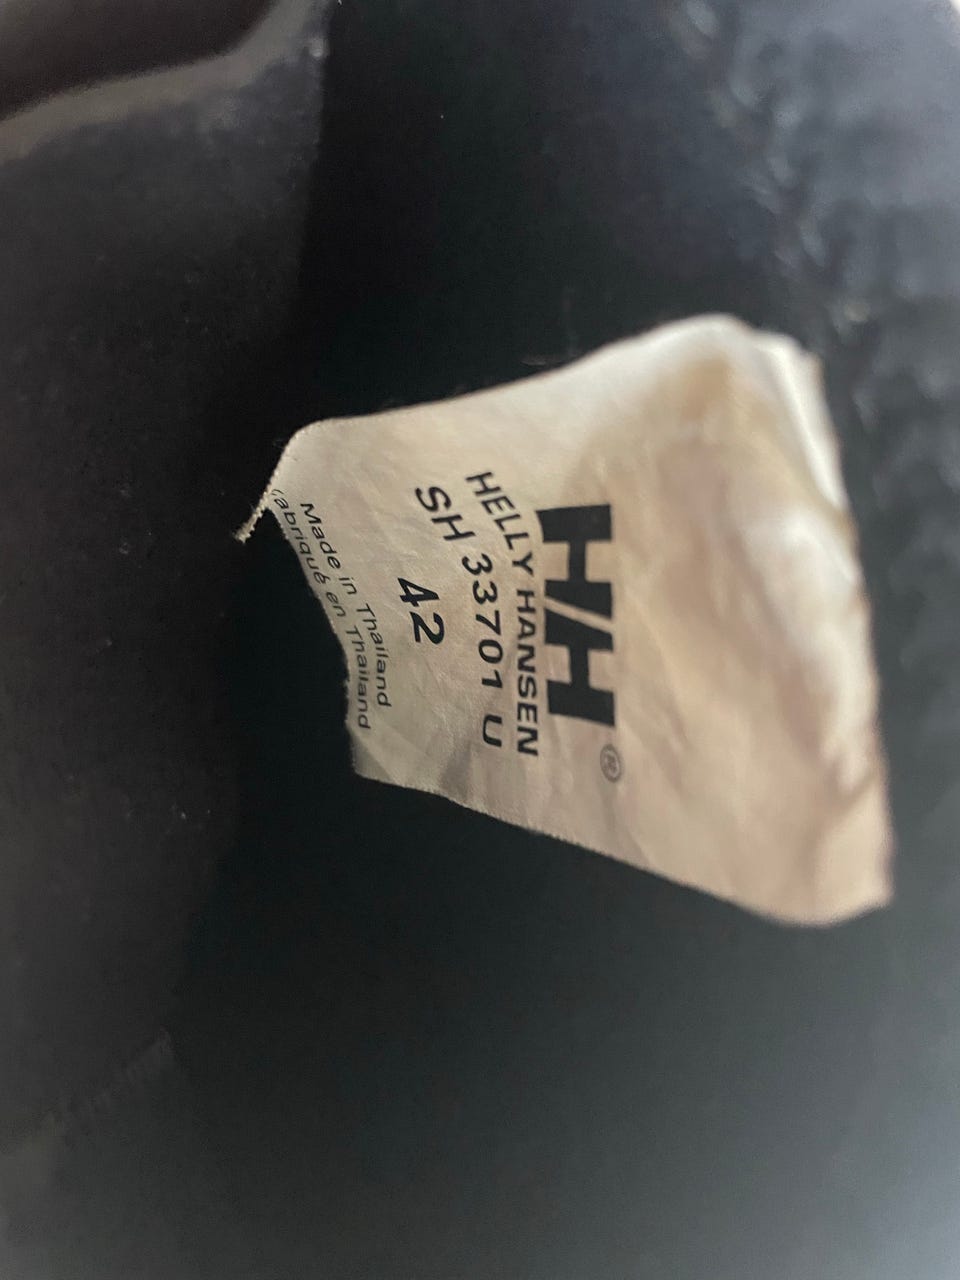 HH®
HELLY HANSEN
SH 33701 U
42
Made in Thailand
Fabriqué en Thailand